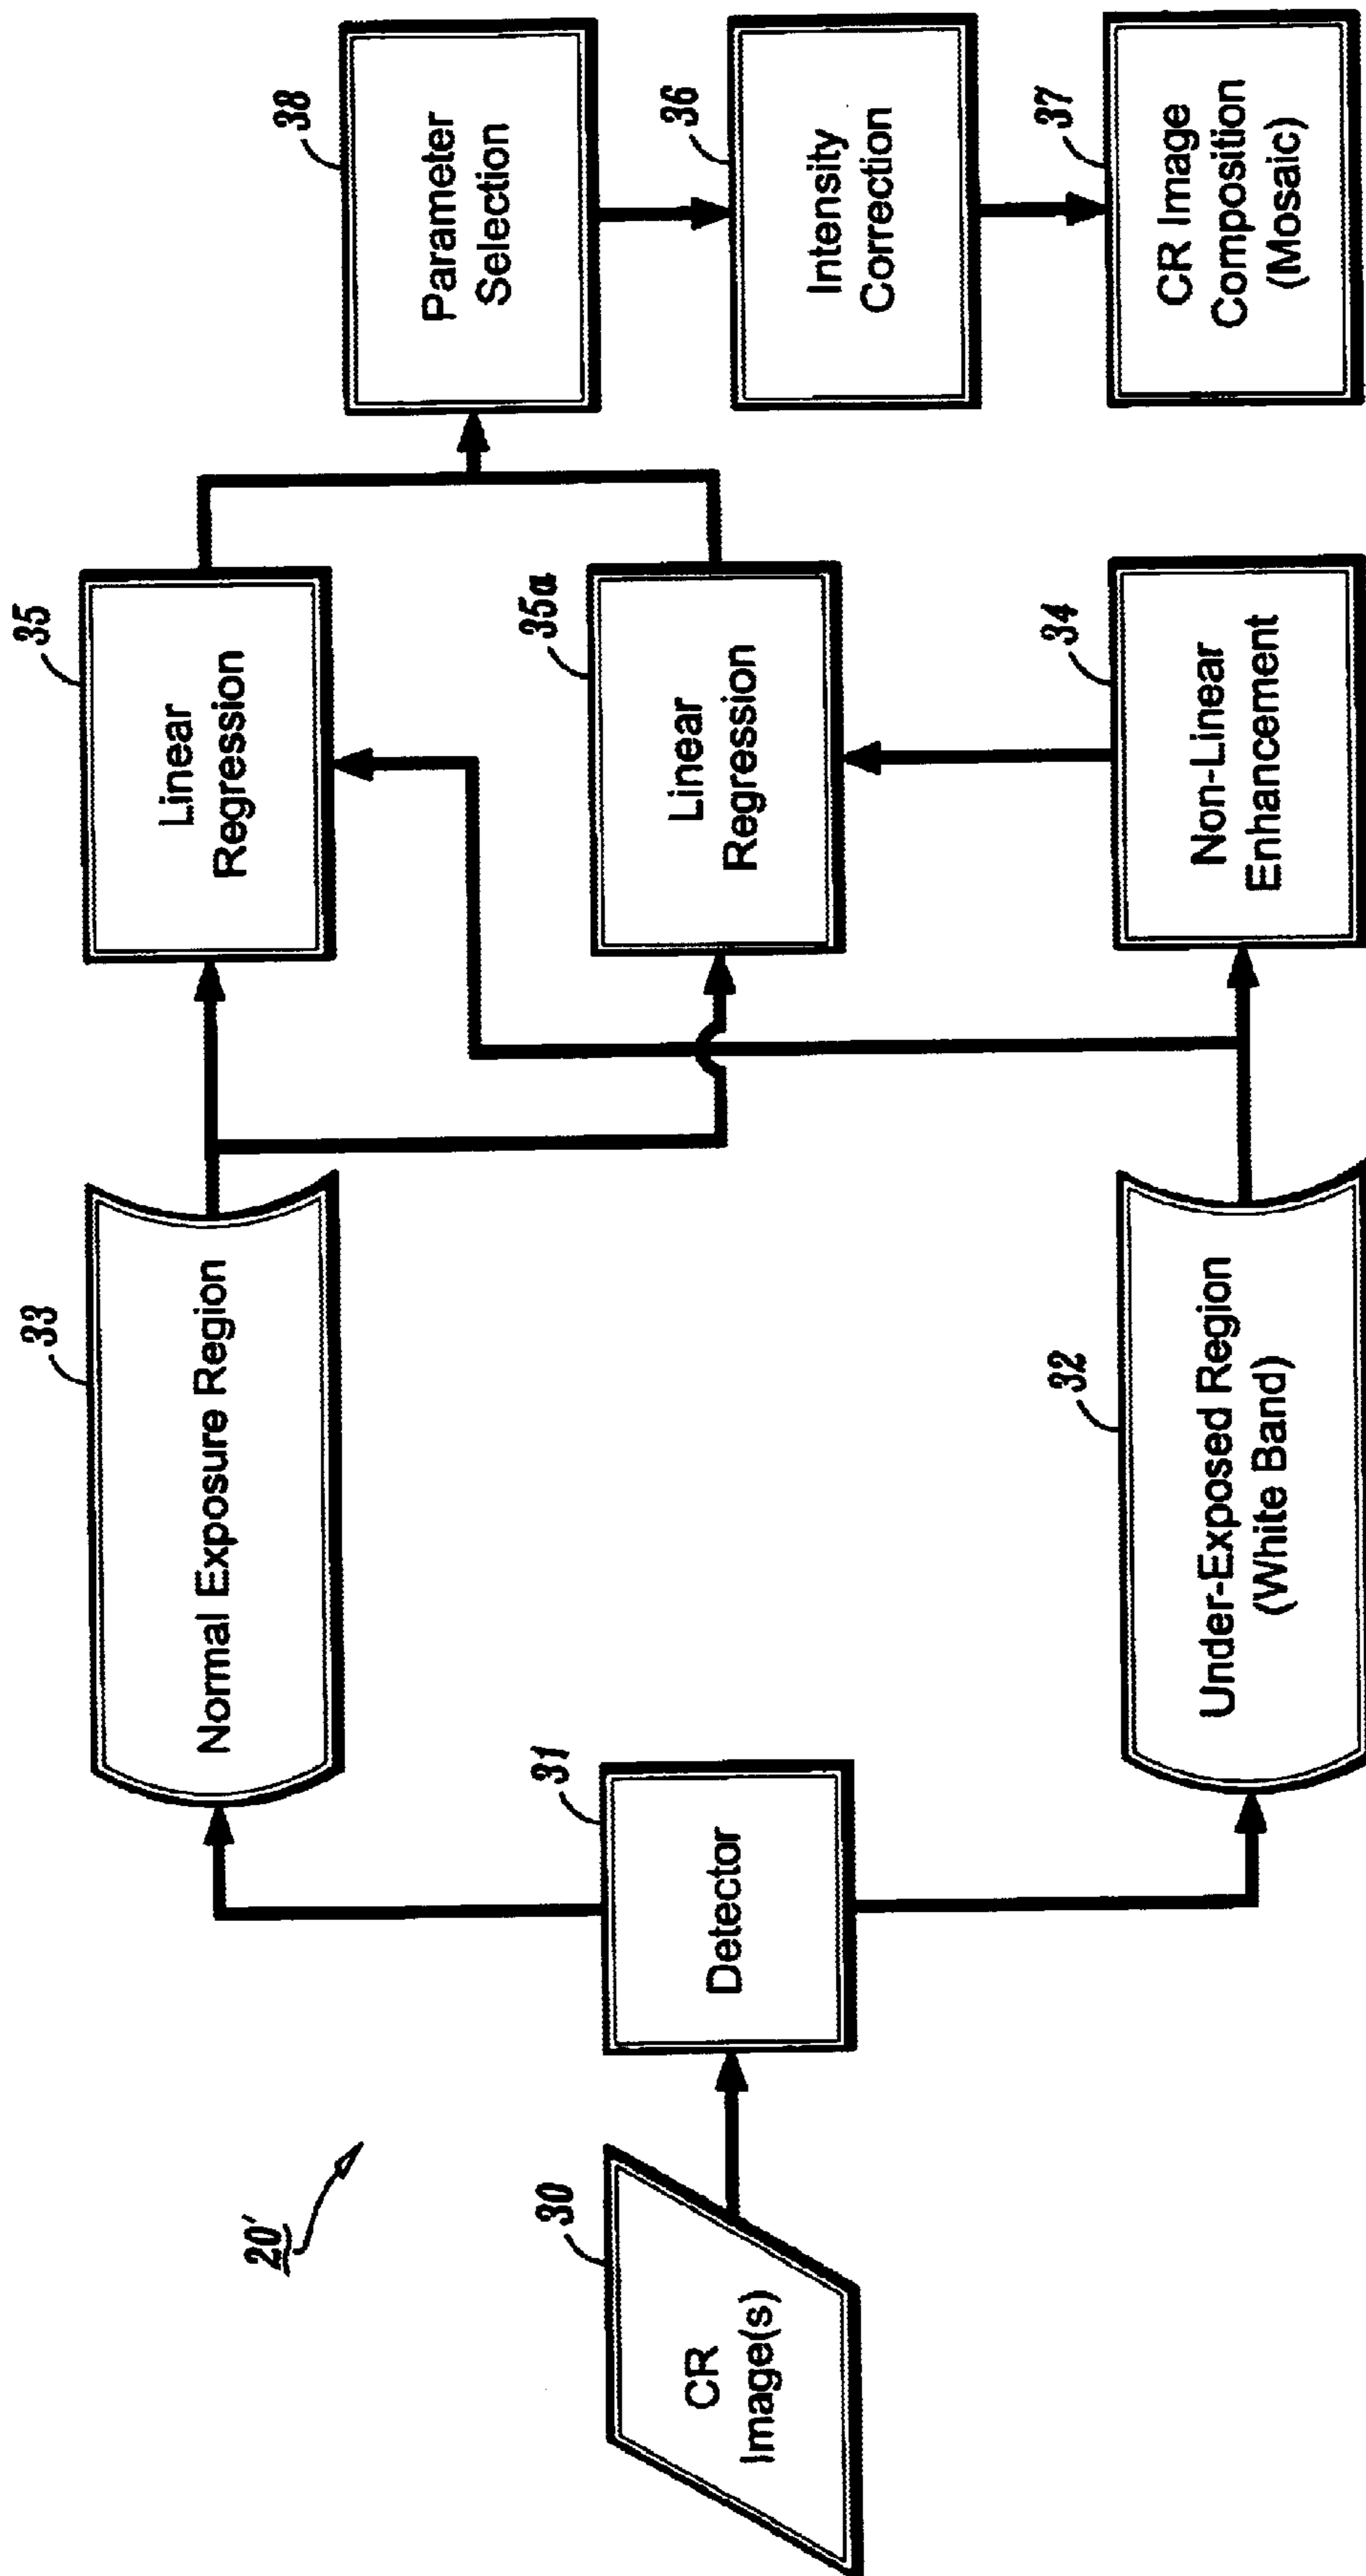 20'
30
CR
Image(s)
31
Detector
33
Normal Exposure Region
32
Under-Exposed Region
(White Band)
35
Linear
Regression
35a
Linear
Regression
34
Non-Linear
Enhancement
38
Parameter
Selection
36
Intensity
Correction
37
CR Image
Composition
(Mosaic)